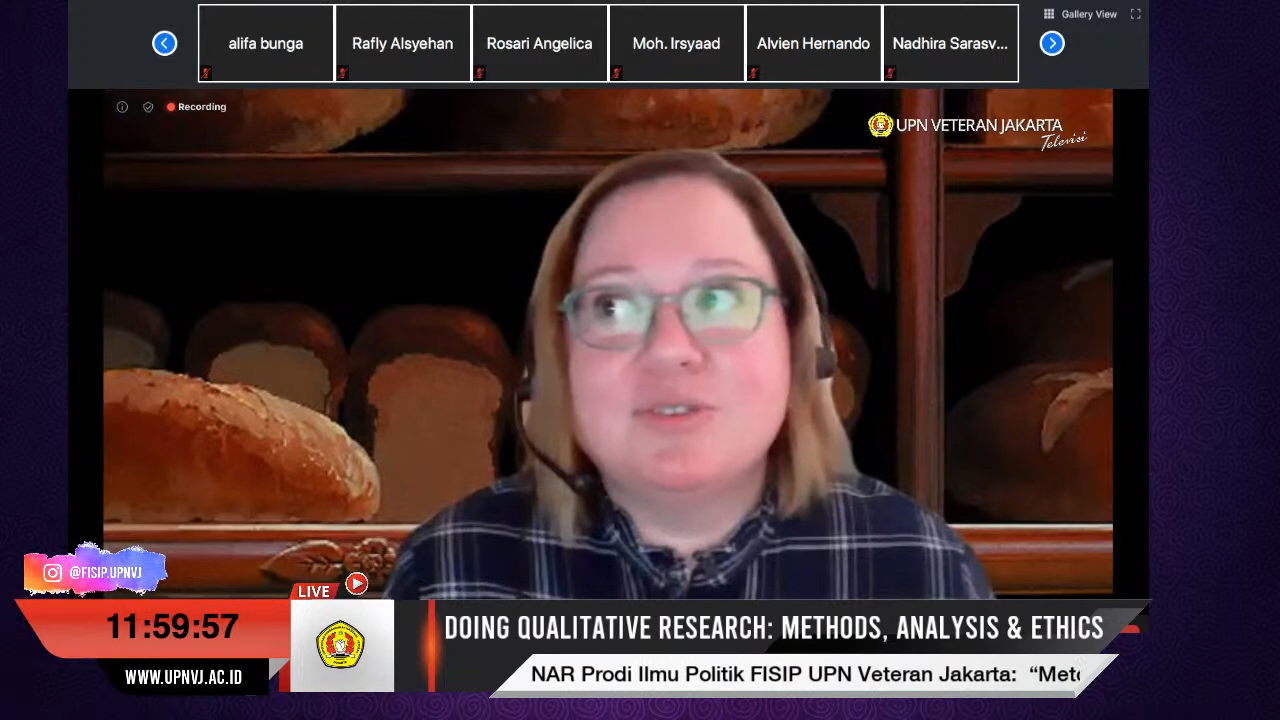 alifa bunga
Rafly Alsyehan
Rosari Angelica
Moh. Irsyaad
Alvien Hernando
Nadhira Sarasv...
Gallery View
Recording
UPN VETERAN JAKARTA
Televisi
@FISIP.UPNVJ
LIVE
11:59:57
DOING QUALITATIVE RESEARCH: METHODS, ANALYSIS & ETHICS
WWW.UPNVJ.AC.ID
NAR Prodi Ilmu Politik FISIP UPN Veteran Jakarta: “Met